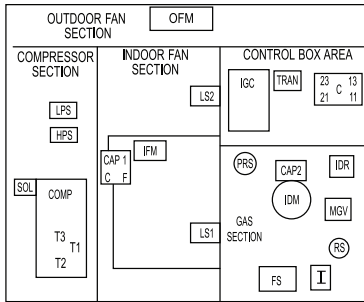 OUTDOOR FAN
SECTION
OFM
COMPRESSOR
SECTION
INDOOR FAN
SECTION
CONTROL BOX AREA
LPS
HPS
SOL
COMP
T3
T1
T2
CAP 1
C F
IFM
LS2
LS1
IGC
TRAN
23 C 13
21 11
PRS
CAP2
IDR
IDM
MGV
GAS
SECTION
RS
FS
I